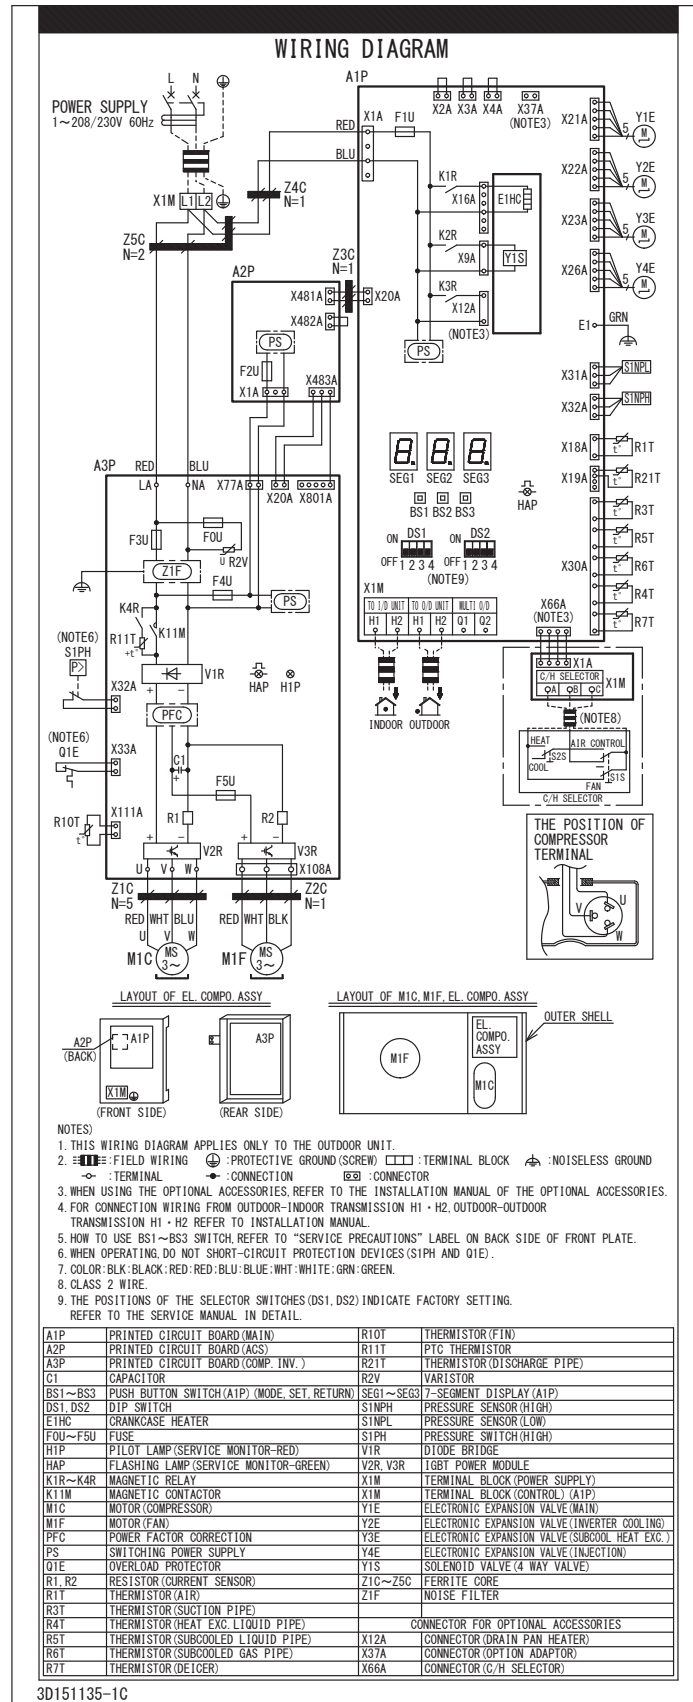 WIRING DIAGRAM
A1P
L N
POWER SUPPLY
1～208/230V 60Hz
X1M L1 L2
Z5C
N=2
Z4C
N=1
RED
BLU
X1A F1U
X2A X3A X4A X37A
(NOTE3)
X21A 5 M Y1E
X22A 5 M Y2E
X23A 5 M Y3E
X26A 5 M Y4E
K1R
X16A E1HC
K2R
X9A Y1S
K3R
X12A
(NOTE3)
PS
Z3C
N=1
A2P
X481A X20A
X482A
PS
F2U
X1A X483A
E1 GRN
X31A S1NPL
X32A S1NPH
X18A t° R1T
X19A t° R21T
X30A
t° R3T
t° R5T
t° R6T
t° R4T
t° R7T
SEG1 SEG2 SEG3
BS1 BS2 BS3
HAP
DS1 DS2
ON ON
OFF 1 2 3 4 OFF 1 2 3 4
(NOTE9)
X1M
TO I/D UNIT TO O/D UNIT MULTI O/D
H1 H2 H1 H2 Q1 Q2
INDOOR OUTDOOR
X66A
(NOTE3)
X1A
C/H SELECTOR
A B C X1M
(NOTE8)
HEAT AIR CONTROL
S2S
COOL S1S
FAN
C/H SELECTOR
A3P RED BLU
LA NA X77A X20A X801A
F3U F0U
U R2V
Z1F
F4U
PS
K4R
R11T K11M
+t°
(NOTE6)
S1PH
P>
X32A
V1R
+ −
HAP H1P
PFC
(NOTE6)
Q1E
X33A
C1
+
F5U
R10T
t°
X111A
R1 R2
+ − + −
V2R V3R
U V W X108A
Z1C
N=5
Z2C
N=1
RED WHT BLU RED WHT BLK
U V W
M1C MS
3～
M1F MS
3～
THE POSITION OF
COMPRESSOR
TERMINAL
V U
W
LAYOUT OF EL. COMPO. ASSY
A2P
(BACK)
A1P
X1M
(FRONT SIDE)
A3P
(REAR SIDE)
LAYOUT OF M1C, M1F, EL. COMPO. ASSY
OUTER SHELL
M1F
EL.
COMPO.
ASSY
M1C
NOTES)
1. THIS WIRING DIAGRAM APPLIES ONLY TO THE OUTDOOR UNIT.
2. :FIELD WIRING :PROTECTIVE GROUND(SCREW) :TERMINAL BLOCK :NOISELESS GROUND
:TERMINAL :CONNECTION :CONNECTOR
3. WHEN USING THE OPTIONAL ACCESSORIES, REFER TO THE INSTALLATION MANUAL OF THE OPTIONAL ACCESSORIES.
4. FOR CONNECTION WIRING FROM OUTDOOR-INDOOR TRANSMISSION H1・H2, OUTDOOR-OUTDOOR
TRANSMISSION H1・H2 REFER TO INSTALLATION MANUAL.
5. HOW TO USE BS1～BS3 SWITCH, REFER TO “SERVICE PRECAUTIONS” LABEL ON BACK SIDE OF FRONT PLATE.
6. WHEN OPERATING, DO NOT SHORT-CIRCUIT PROTECTION DEVICES(S1PH AND Q1E).
7. COLOR:BLK:BLACK;RED:RED;BLU:BLUE;WHT:WHITE;GRN:GREEN.
8. CLASS 2 WIRE.
9. THE POSITIONS OF THE SELECTOR SWITCHES(DS1, DS2)INDICATE FACTORY SETTING.
REFER TO THE SERVICE MANUAL IN DETAIL.
A1P PRINTED CIRCUIT BOARD(MAIN) R10T THERMISTOR(FIN)
A2P PRINTED CIRCUIT BOARD(ACS) R11T PTC THERMISTOR
A3P PRINTED CIRCUIT BOARD(COMP. INV.) R21T THERMISTOR(DISCHARGE PIPE)
C1 CAPACITOR R2V VARISTOR
BS1～BS3 PUSH BUTTON SWITCH(A1P)(MODE, SET, RETURN) SEG1～SEG3 7-SEGMENT DISPLAY(A1P)
DS1, DS2 DIP SWITCH S1NPH PRESSURE SENSOR(HIGH)
E1HC CRANKCASE HEATER S1NPL PRESSURE SENSOR(LOW)
F0U～F5U FUSE S1PH PRESSURE SWITCH(HIGH)
H1P PILOT LAMP(SERVICE MONITOR-RED) V1R DIODE BRIDGE
HAP FLASHING LAMP(SERVICE MONITOR-GREEN) V2R, V3R IGBT POWER MODULE
K1R～K4R MAGNETIC RELAY X1M TERMINAL BLOCK(POWER SUPPLY)
K11M MAGNETIC CONTACTOR X1M TERMINAL BLOCK(CONTROL)(A1P)
M1C MOTOR(COMPRESSOR) Y1E ELECTRONIC EXPANSION VALVE(MAIN)
M1F MOTOR(FAN) Y2E ELECTRONIC EXPANSION VALVE(INVERTER COOLING)
PFC POWER FACTOR CORRECTION Y3E ELECTRONIC EXPANSION VALVE(SUBCOOL HEAT EXC.)
PS SWITCHING POWER SUPPLY Y4E ELECTRONIC EXPANSION VALVE(INJECTION)
Q1E OVERLOAD PROTECTOR Y1S SOLENOID VALVE(4 WAY VALVE)
R1, R2 RESISTOR(CURRENT SENSOR) Z1C～Z5C FERRITE CORE
R1T THERMISTOR(AIR) Z1F NOISE FILTER
R3T THERMISTOR(SUCTION PIPE)
R4T THERMISTOR(HEAT EXC. LIQUID PIPE) CONNECTOR FOR OPTIONAL ACCESSORIES
R5T THERMISTOR(SUBCOOLED LIQUID PIPE) X12A CONNECTOR(DRAIN PAN HEATER)
R6T THERMISTOR(SUBCOOLED GAS PIPE) X37A CONNECTOR(OPTION ADAPTOR)
R7T THERMISTOR(DEICER) X66A CONNECTOR(C/H SELECTOR)
3D151135-1C